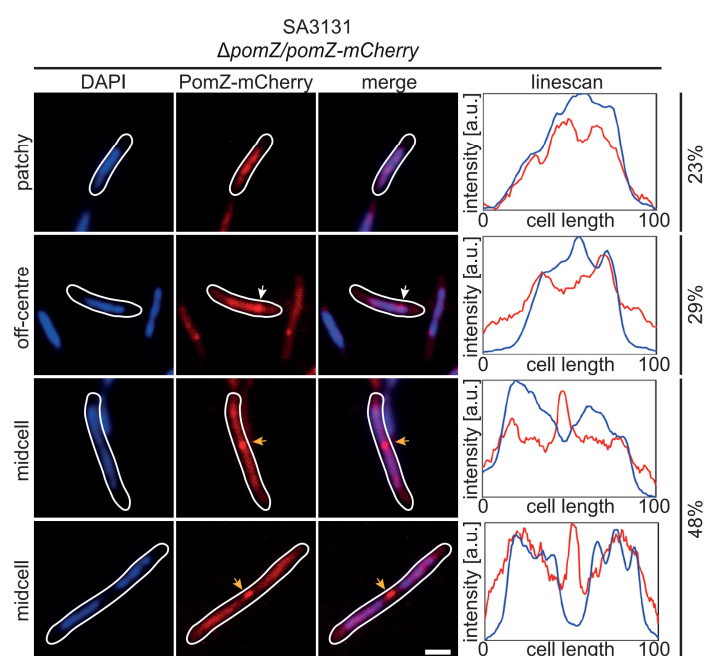 SA3131
ΔpomZ/pomZ-mCherry
DAPI PomZ-mCherry merge linescan
patchy
intensity [a.u.]
0 cell length 100
23%
off-centre
intensity [a.u.]
0 cell length 100
29%
midcell
intensity [a.u.]
0 cell length 100
48%
midcell
intensity [a.u.]
0 cell length 100